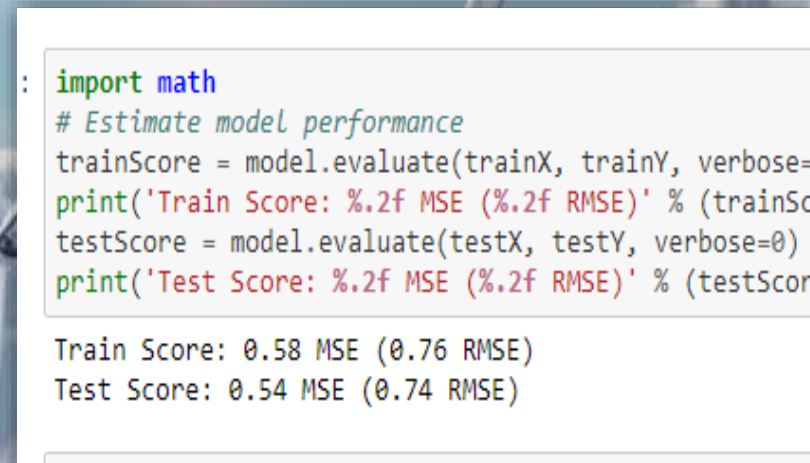 : import math
# Estimate model performance
trainScore = model.evaluate(trainX, trainY, verbose=
print('Train Score: %.2f MSE (%.2f RMSE)' % (trainSc
testScore = model.evaluate(testX, testY, verbose=0)
print('Test Score: %.2f MSE (%.2f RMSE)' % (testScor
Train Score: 0.58 MSE (0.76 RMSE)
Test Score: 0.54 MSE (0.74 RMSE)